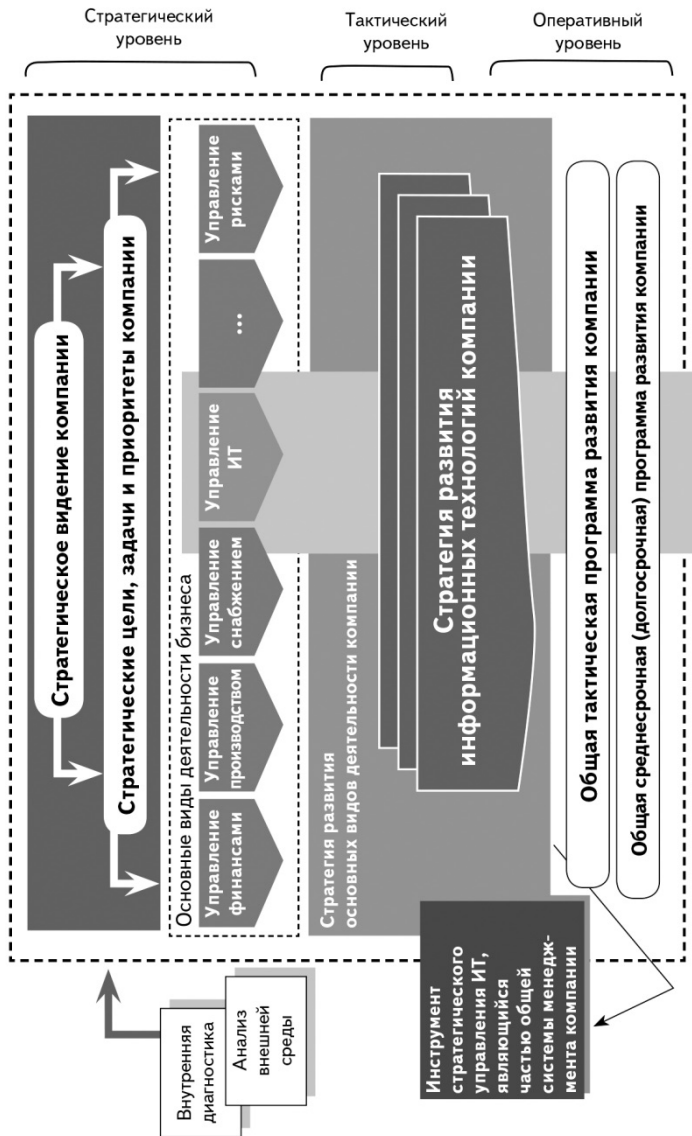 Стратегический
уровень
Тактический
уровень
Оперативный
уровень
Внутренняя
диагностика
Анализ
внешней
среды
Стратегическое видение компании
Стратегические цели, задачи и приоритеты компании
Основные виды деятельности бизнеса
Управление
финансами
Управление
производством
Управление
снабжением
Управление
ИТ
...
Управление
рисками
Стратегия развития
основных видов деятельности компании
Стратегия развития
информационных технологий компании
Инструмент
стратегического
управления ИТ,
являющийся
частью общей
системы менедж-
мента компании
Общая тактическая программа развития компании
Общая среднесрочная (долгосрочная) программа развития компании